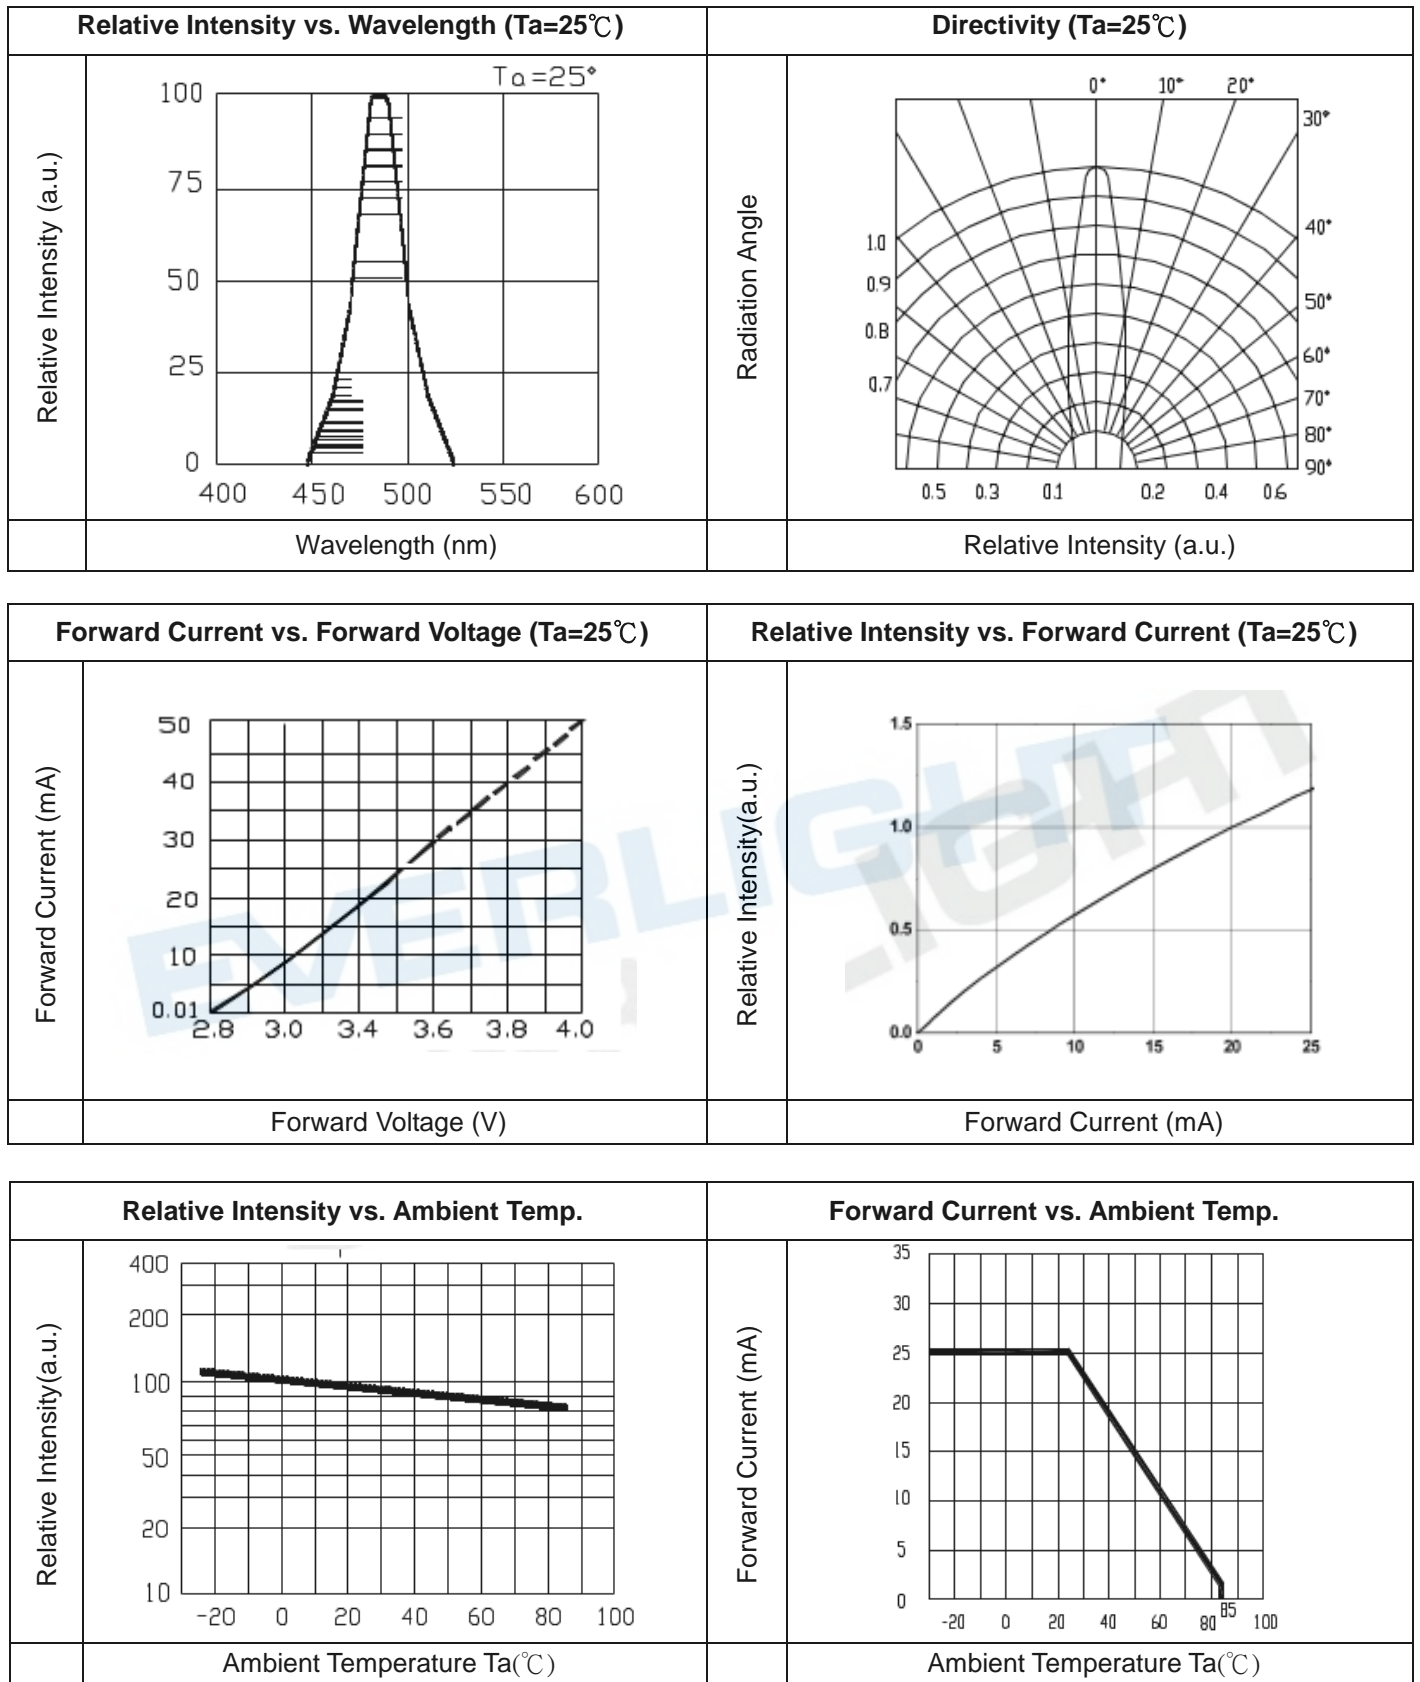 Relative Intensity vs. Wavelength (Ta=25℃)
Directivity (Ta=25℃)
Relative Intensity (a.u.)
Ta=25°
100
75
50
25
0
400 450 500 550 600
Wavelength (nm)
Radiation Angle
0° 10° 20°
30°
40°
50°
60°
70°
80°
90°
1.0
0.9
0.8
0.7
0.5 0.3 0.1 0.2 0.4 0.6
Relative Intensity (a.u.)
Forward Current vs. Forward Voltage (Ta=25℃)
Relative Intensity vs. Forward Current (Ta=25℃)
Forward Current (mA)
50
40
30
20
10
0.01
2.8 3.0 3.4 3.6 3.8 4.0
Forward Voltage (V)
EVERLIGHT
Relative Intensity(a.u.)
1.5
1.0
0.5
0.0
0 5 10 15 20 25
Forward Current (mA)
Relative Intensity vs. Ambient Temp.
Forward Current vs. Ambient Temp.
Relative Intensity(a.u.)
400
200
100
50
20
10
-20 0 20 40 60 80 100
Ambient Temperature Ta(℃)
Forward Current (mA)
35
30
25
20
15
10
5
0
-20 0 20 40 60 80 85 100
Ambient Temperature Ta(℃)